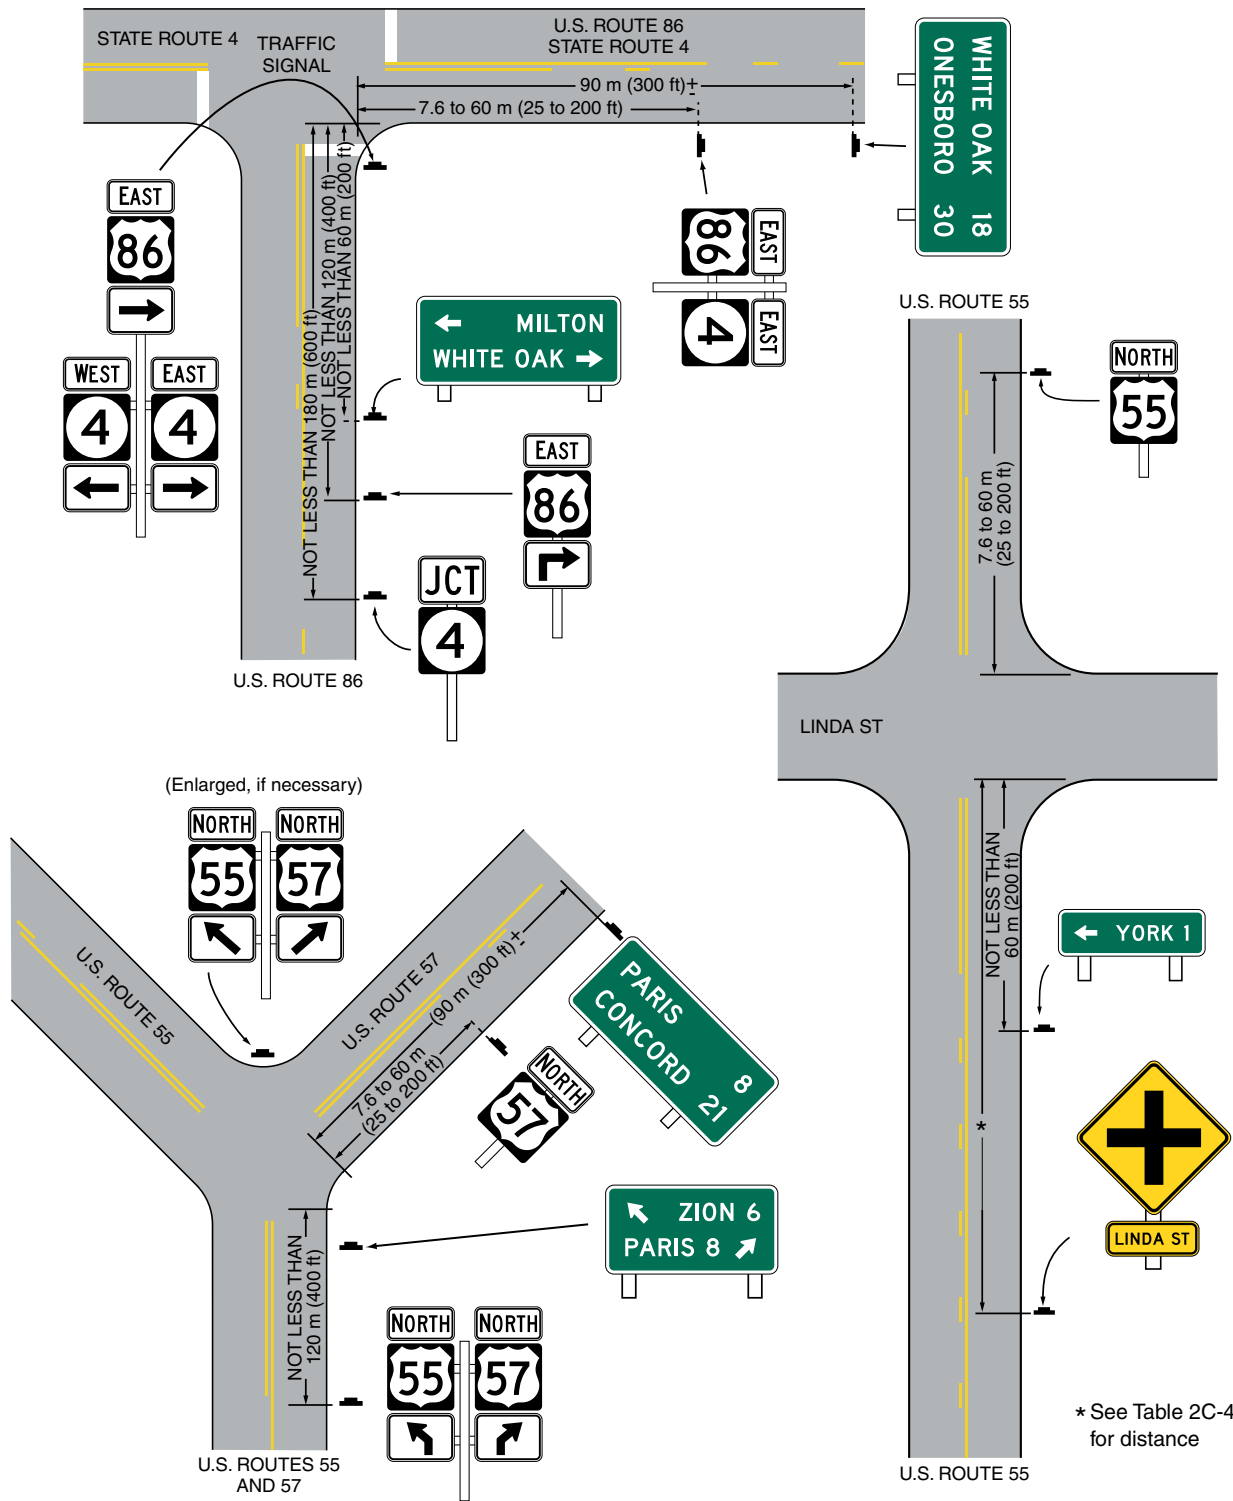 STATE ROUTE 4
TRAFFIC
SIGNAL
U.S. ROUTE 86
STATE ROUTE 4
90 m (300 ft)±
7.6 to 60 m (25 to 200 ft)
WHITE OAK 18
ONESBORO 30
NOT LESS THAN 180 m (600 ft)
NOT LESS THAN 120 m (400 ft)
NOT LESS THAN 60 m (200 ft)
EAST
86
WEST
4
EAST
4
EAST
86
EAST
4
MILTON
WHITE OAK
EAST
86
JCT
4
U.S. ROUTE 86
U.S. ROUTE 55
NORTH
55
7.6 to 60 m
(25 to 200 ft)
LINDA ST
NOT LESS THAN
60 m (200 ft)
YORK 1
*
LINDA ST
* See Table 2C-4
for distance
U.S. ROUTE 55
(Enlarged, if necessary)
NORTH
55
NORTH
57
U.S. ROUTE 55
U.S. ROUTE 57
(90 m (300 ft)±
7.6 to 60 m
(25 to 200 ft)
PARIS 8
CONCORD 21
NORTH
57
ZION 6
PARIS 8
NOT LESS THAN
120 m (400 ft)
NORTH
55
NORTH
57
U.S. ROUTES 55
AND 57